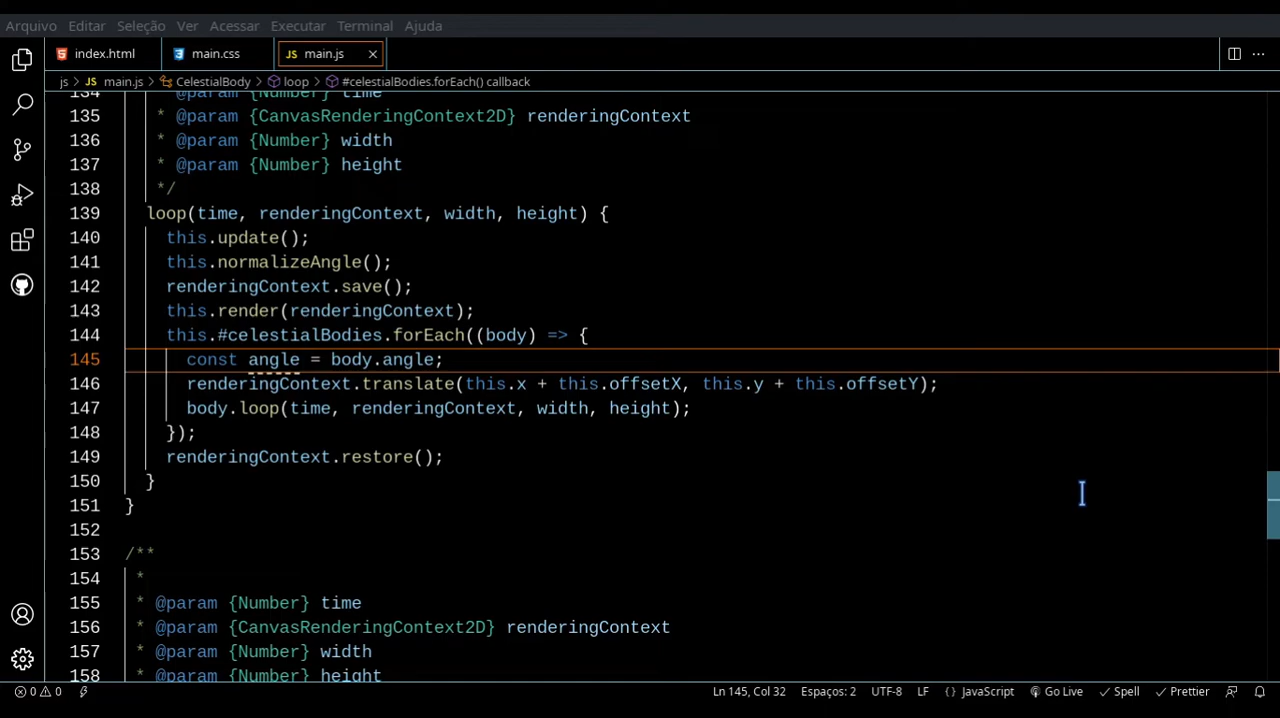 Arquivo Editar Seleção Ver Acessar Executar Terminal Ajuda
index.html main.css JS main.js
js > JS main.js > CelestialBody > loop > #celestialBodies.forEach() callback
134 * @param {Number} time
135 * @param {CanvasRenderingContext2D} renderingContext
136 * @param {Number} width
137 * @param {Number} height
138 */
139 loop(time, renderingContext, width, height) {
140 this.update();
141 this.normalizeAngle();
142 renderingContext.save();
143 this.render(renderingContext);
144 this.#celestialBodies.forEach((body) => {
145 const angle = body.angle;
146 renderingContext.translate(this.x + this.offsetX, this.y + this.offsetY);
147 body.loop(time, renderingContext, width, height);
148 });
149 renderingContext.restore();
150 }
151 }
152
153 /**
154 *
155 * @param {Number} time
156 * @param {CanvasRenderingContext2D} renderingContext
157 * @param {Number} width
158 * @param {Number} height
0 0 Ln 145, Col 32 Espaços: 2 UTF-8 LF {} JavaScript Go Live Spell Prettier